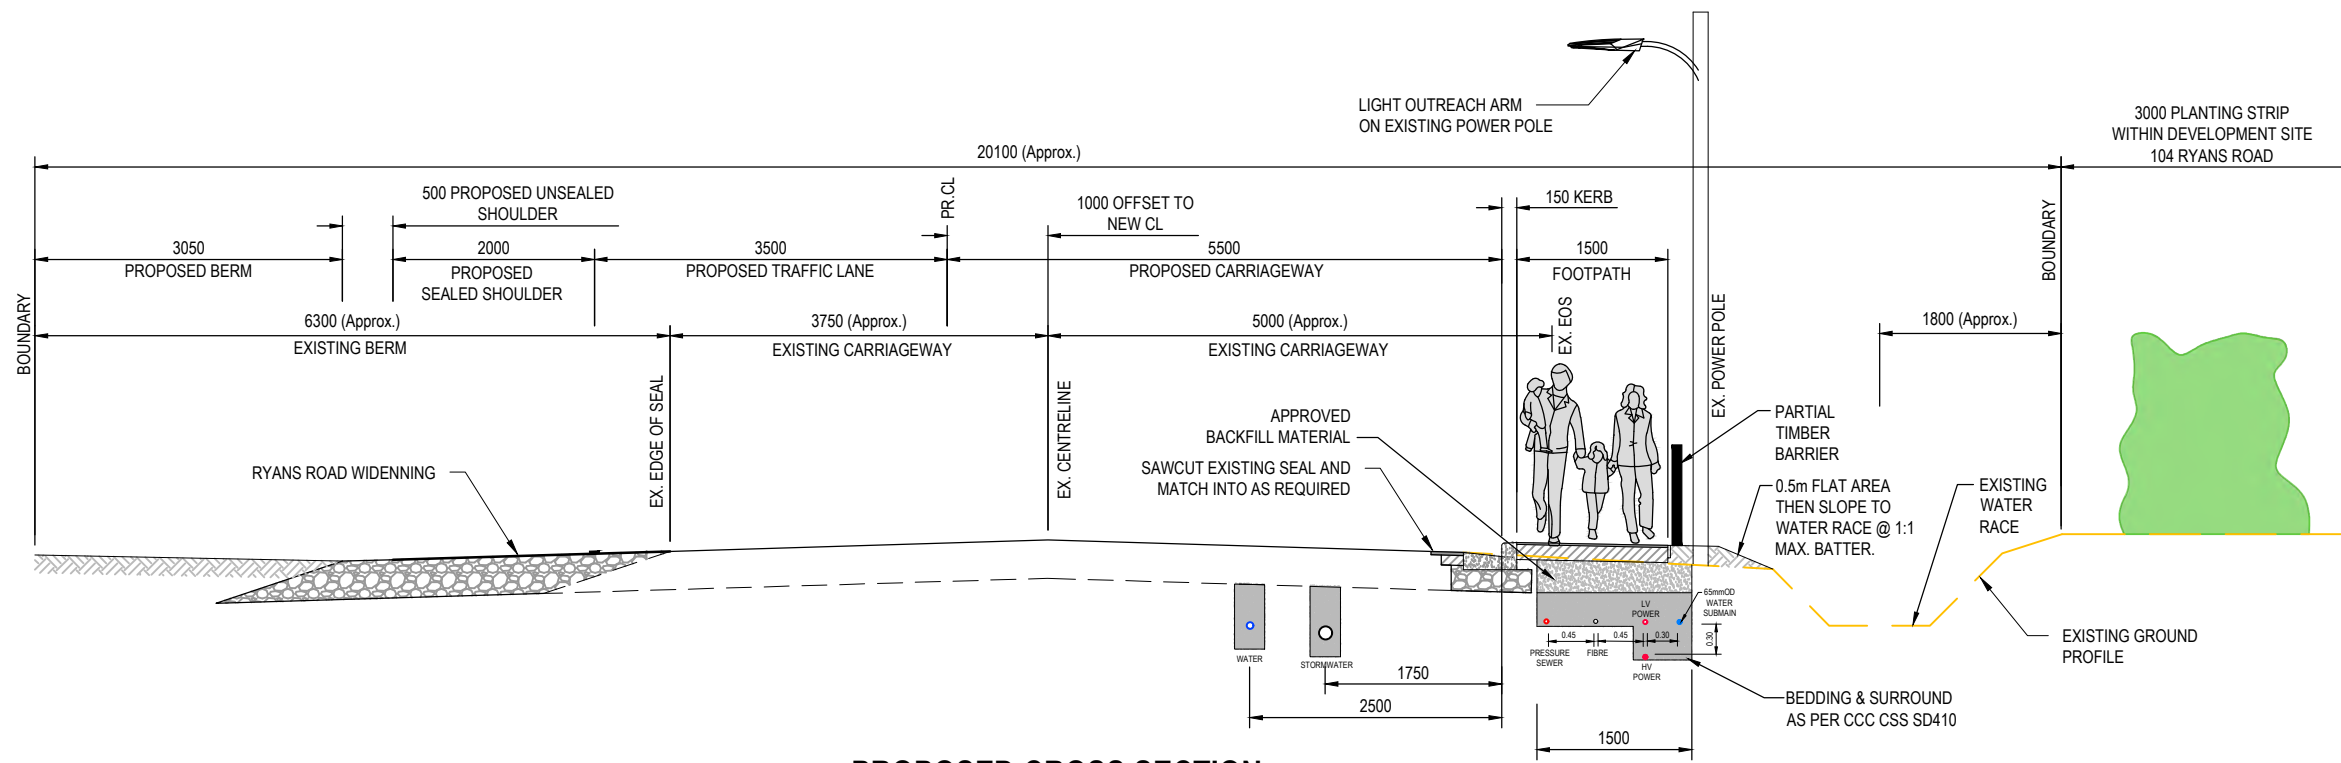 LIGHT OUTREACH ARM
ON EXISTING POWER POLE
3000 PLANTING STRIP
WITHIN DEVELOPMENT SITE
104 RYANS ROAD
20100 (Approx.)
500 PROPOSED UNSEALED
SHOULDER
PR.CL
1000 OFFSET TO
NEW CL
150 KERB
BOUNDARY
3050
PROPOSED BERM
2000
PROPOSED
SEALED SHOULDER
3500
PROPOSED TRAFFIC LANE
5500
PROPOSED CARRIAGEWAY
1500
FOOTPATH
BOUNDARY
6300 (Approx.)
EXISTING BERM
3750 (Approx.)
EXISTING CARRIAGEWAY
5000 (Approx.)
EXISTING CARRIAGEWAY
EX. EOS
EX. POWER POLE
1800 (Approx.)
EX. EDGE OF SEAL
EX. CENTRELINE
RYANS ROAD WIDENNING
APPROVED
BACKFILL MATERIAL
SAWCUT EXISTING SEAL AND
MATCH INTO AS REQUIRED
PARTIAL
TIMBER
BARRIER
0.5m FLAT AREA
THEN SLOPE TO
WATER RACE @ 1:1
MAX. BATTER.
EXISTING
WATER
RACE
65mmOD
WATER
SUBMAIN
LV
POWER
0.45
0.45
0.30
0.30
PRESSURE
SEWER
FIBRE
HV
POWER
WATER
STORMWATER
EXISTING GROUND
PROFILE
1750
2500
BEDDING & SURROUND
AS PER CCC CSS SD410
1500
PROPOSED CROSS SECTION